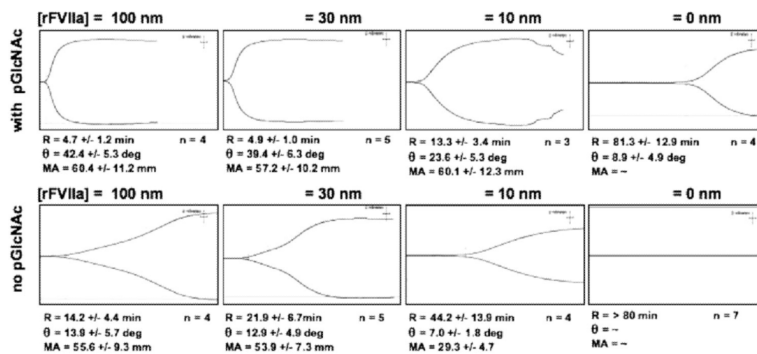 [rFVIIa] = 100 nm = 30 nm = 10 nm = 0 nm
with pGlcNAc
R = 4.7 +/- 1.2 min n = 4
θ = 42.4 +/- 5.3 deg
MA = 60.4 +/- 11.2 mm
R = 4.9 +/- 1.0 min n = 5
θ = 39.4 +/- 6.3 deg
MA = 57.2 +/- 10.2 mm
R = 13.3 +/- 3.4 min n = 3
θ = 23.6 +/- 5.3 deg
MA = 60.1 +/- 12.3 mm
R = 81.3 +/- 12.9 min n = 4
θ = 8.9 +/- 4.9 deg
MA = ~
[rFVIIa] = 100 nm = 30 nm = 10 nm = 0 nm
no pGlcNAc
R = 14.2 +/- 4.4 min n = 4
θ = 13.9 +/- 5.7 deg
MA = 55.6 +/- 9.3 mm
R = 21.9 +/- 6.7min n = 5
θ = 12.9 +/- 4.9 deg
MA = 53.9 +/- 7.3 mm
R = 44.2 +/- 13.9 min n = 4
θ = 7.0 +/- 1.8 deg
MA = 29.3 +/- 4.7
R = > 80 min n = 7
θ = ~
MA = ~